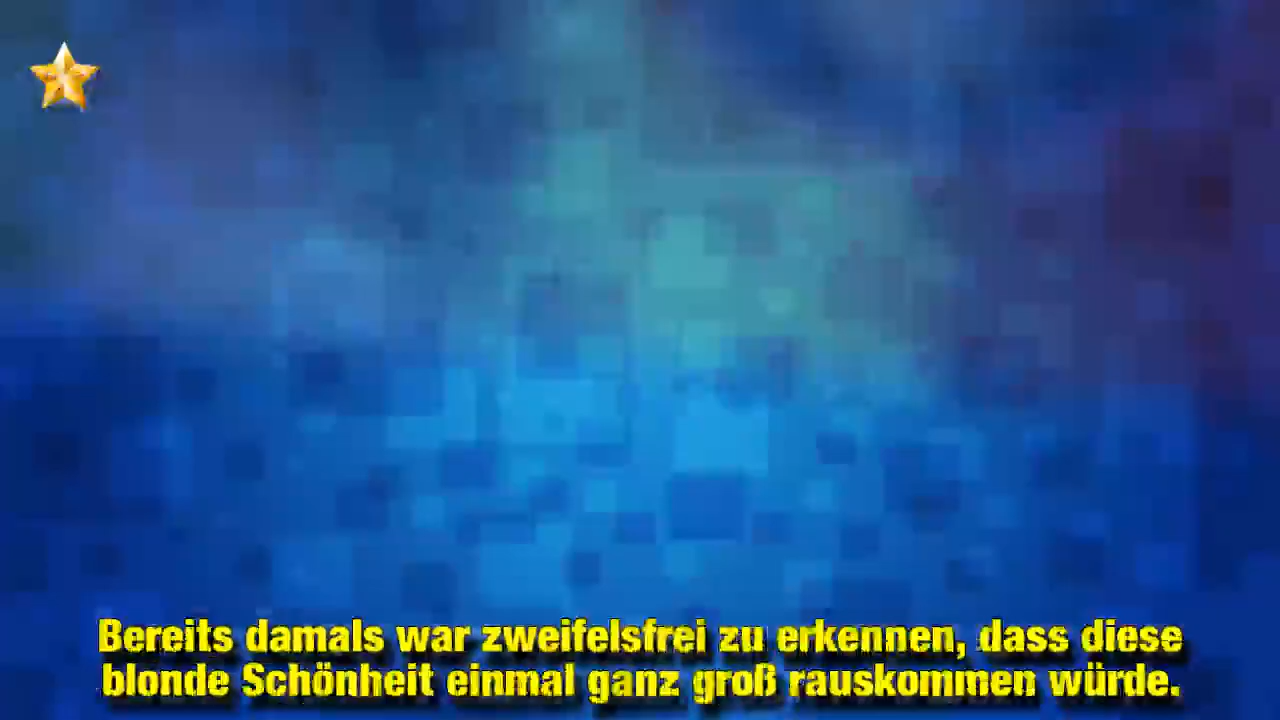 Bereits damals war zweifelsfrei zu erkennen, dass diese
blonde Schönheit einmal ganz groß rauskommen würde.